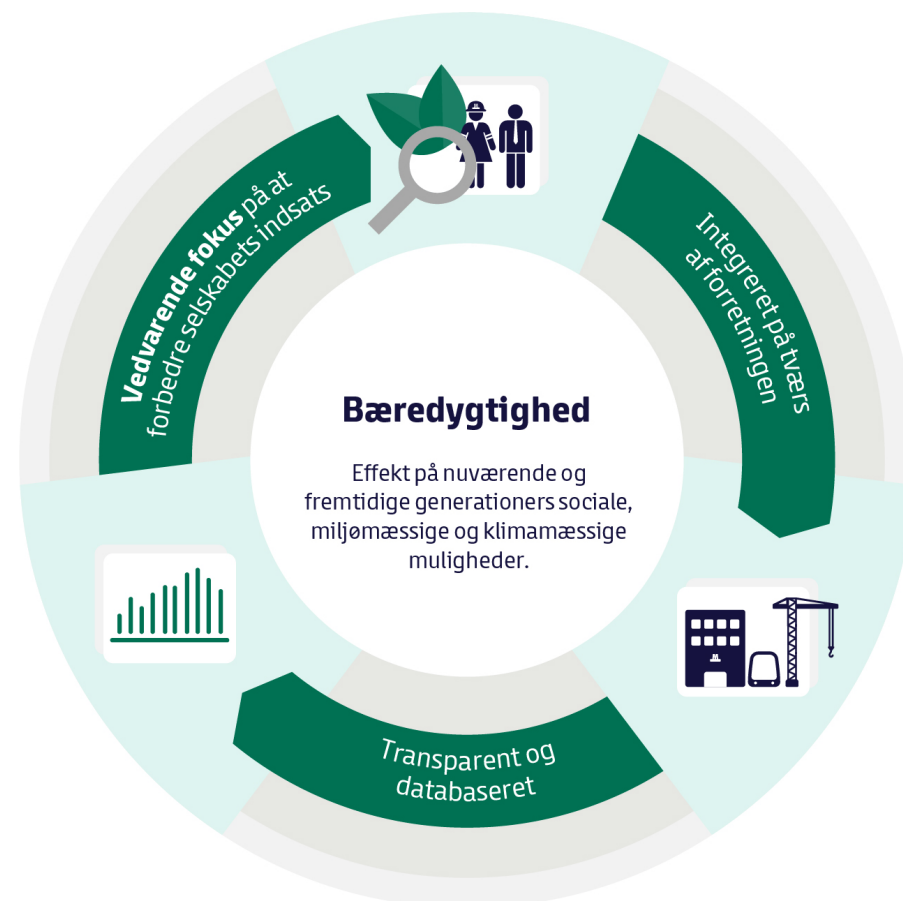 Vedvarende fokus på at
forbedre selskabets indsats
Integreret på tværs
af forretningen
Bæredygtighed
Effekt på nuværende og
fremtidige generationers sociale,
miljømæssige og klimamæssige
muligheder.
Transparent og
databaseret